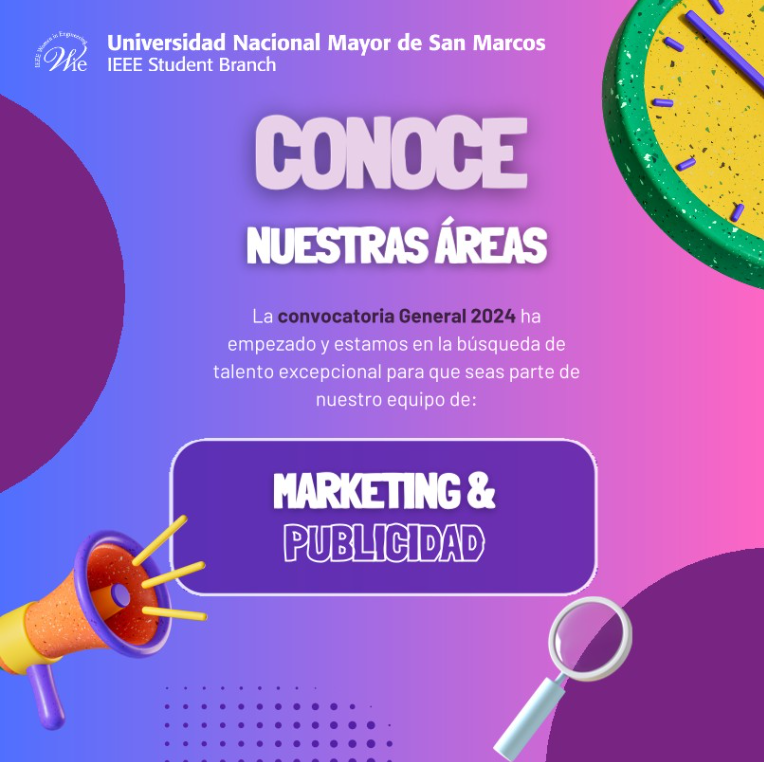 IEEE Women in Engineering
Wie
Universidad Nacional Mayor de San Marcos
IEEE Student Branch
CONOCE
NUESTRAS ÁREAS
La convocatoria General 2024 ha
empezado y estamos en la búsqueda de
talento excepcional para que seas parte de
nuestro equipo de:
MARKETING &
PUBLICIDAD